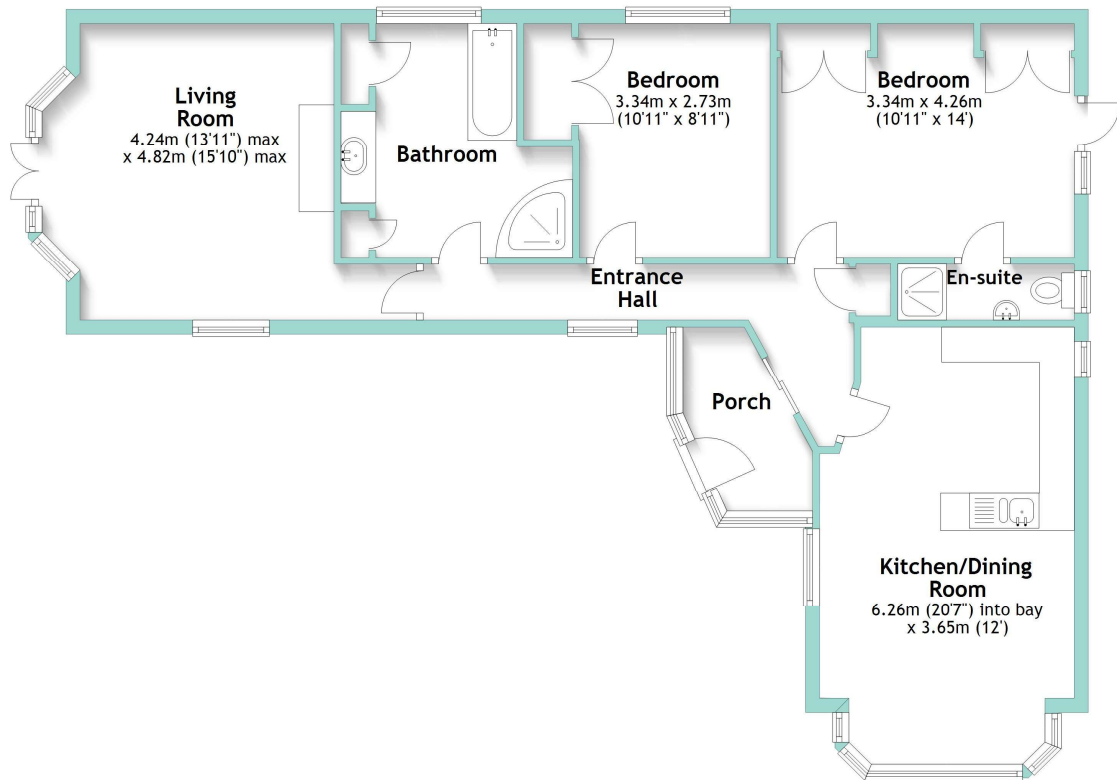 Living
Room
4.24m (13'11") max
x 4.82m (15'10") max
Bathroom
Bedroom
3.34m x 2.73m
(10'11" x 8'11")
Bedroom
3.34m x 4.26m
(10'11" x 14')
Entrance
Hall
En-suite
Porch
Kitchen/Dining
Room
6.26m (20'7") into bay
x 3.65m (12')